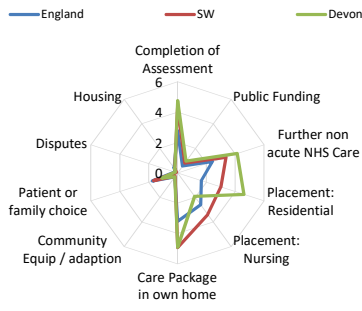 England SW Devon
Completion of
Assessment
Housing
Public Funding
6
4
2
0
Disputes
Further non
acute NHS Care
Patient or
family choice
Placement:
Residential
Community
Equip / adaption
Placement:
Nursing
Care Package
in own home